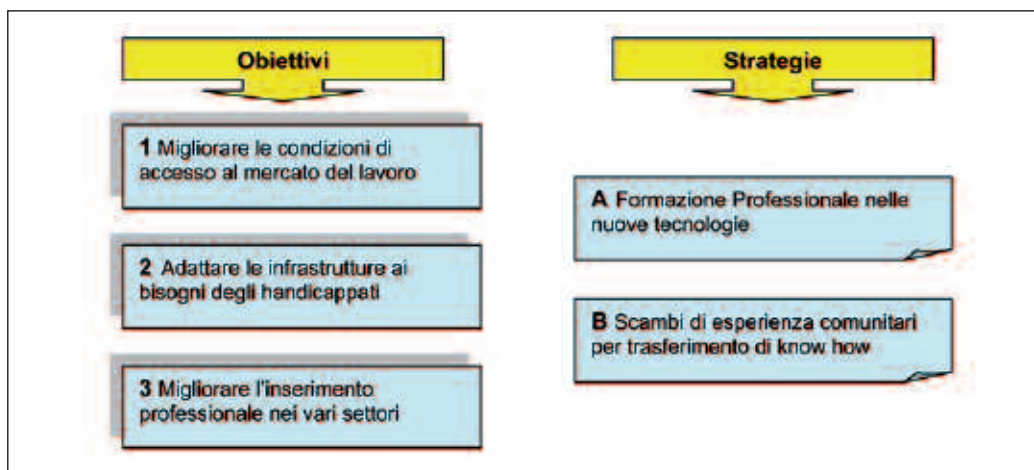 Obiettivi
1 Migliorare le condizioni di
accesso al mercato del lavoro
2 Adattare le infrastrutture ai
bisogni degli handicappati
3 Migliorare l'inserimento
professionale nei vari settori
Strategie
A Formazione Professionale nelle
nuove tecnologie
B Scambi di esperienza comunitari
per trasferimento di know how